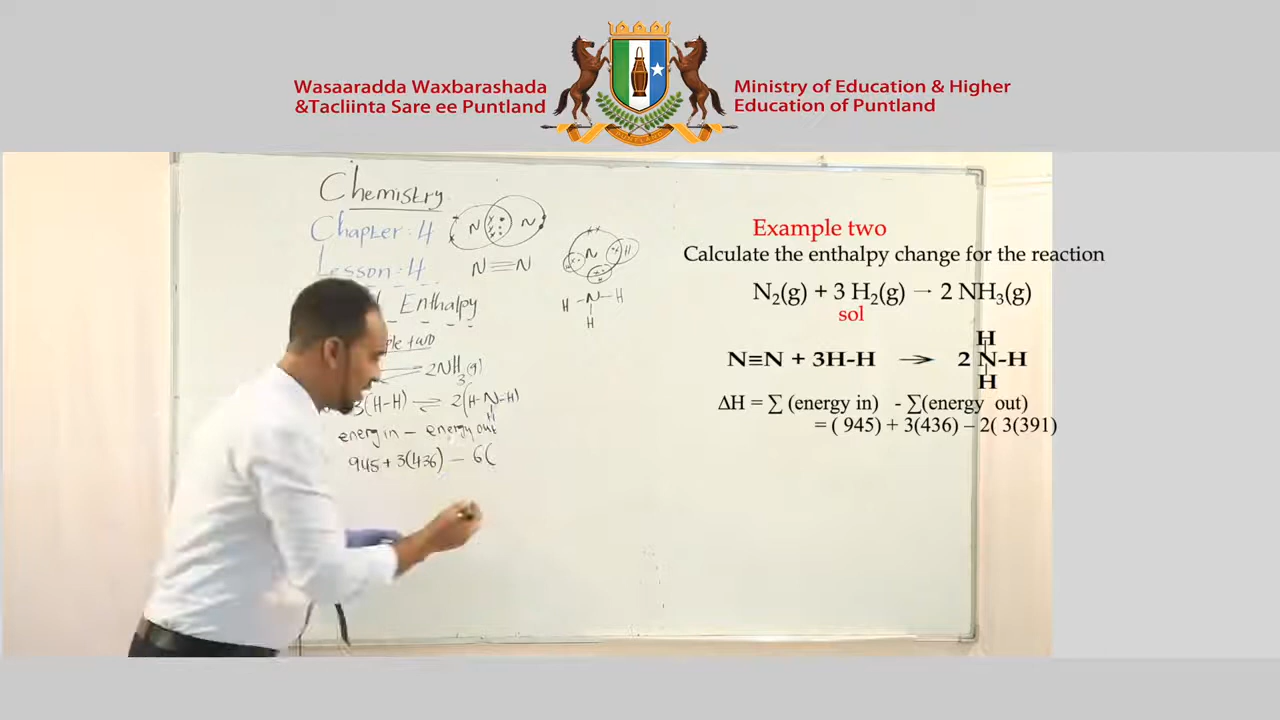 Wasaaradda Waxbarashada
&Tacliinta Sare ee Puntland
Ministry of Education & Higher
Education of Puntland
Chemistry
Chapter: 4
Lesson: 4
Enthalpy
two
2NH3(g)
3(H-H) ⇌ 2(H-N-H)
H
energy in - energy out
945+3(436) - 6(
N N
N≡N
N H
H-N-H
H
Example two
Calculate the enthalpy change for the reaction
N₂(g) + 3 H₂(g) → 2 NH₃(g)
sol
H
N≡N + 3H-H → 2 N-H
H
ΔH = ∑ (energy in) - ∑(energy out)
= ( 945) + 3(436) – 2( 3(391)